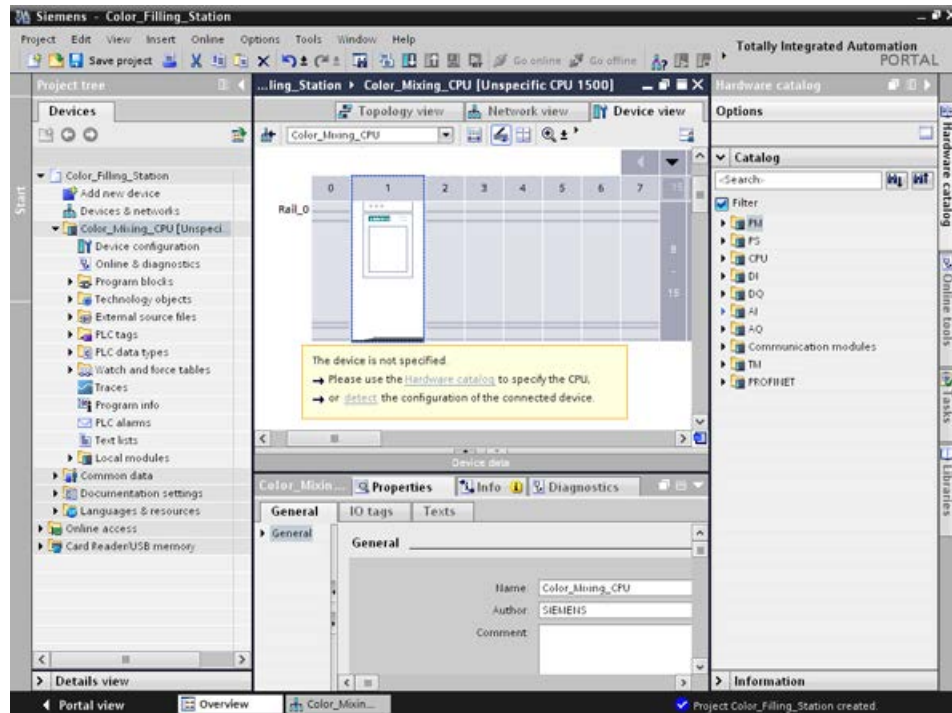 Siemens - Color_Filling_Station
Project Edit View Insert Online Options Tools Window Help
Save project
Go online
Go offline
Totally Integrated Automation
PORTAL
Project tree
...ling_Station
Color_Mixing_CPU [Unspecific CPU 1500]
Hardware catalog
Devices
Topology view
Network view
Device view
Options
Color_Mixing_CPU
Start
Color_Filling_Station
Add new device
Devices & networks
Color_Mixing_CPU [Unspeci...
Device configuration
Online & diagnostics
Program blocks
Technology objects
External source files
PLC tags
PLC data types
Watch and force tables
Traces
Program info
PLC alarms
Text lists
Local modules
Common data
Documentation settings
Languages & resources
Online access
Card Reader/USB memory
Details view
0 1 2 3 4 5 6 7 15
Rail_0
8
-
15
The device is not specified.
Please use the Hardware catalog to specify the CPU,
or detect the configuration of the connected device.
Device data
Color_Mixin...
Properties
Info
Diagnostics
General
IO tags
Texts
General
General
Name
Color_Mixing_CPU
Author
SIEMENS
Comment
Catalog
<Search>
Filter
PM
PS
CPU
DI
DQ
AI
AQ
Communication modules
TM
PROFINET
Information
Hardware catalog
Online tools
Tasks
Libraries
Portal view
Overview
Color_Mixin...
Project Color_Filling_Station created.